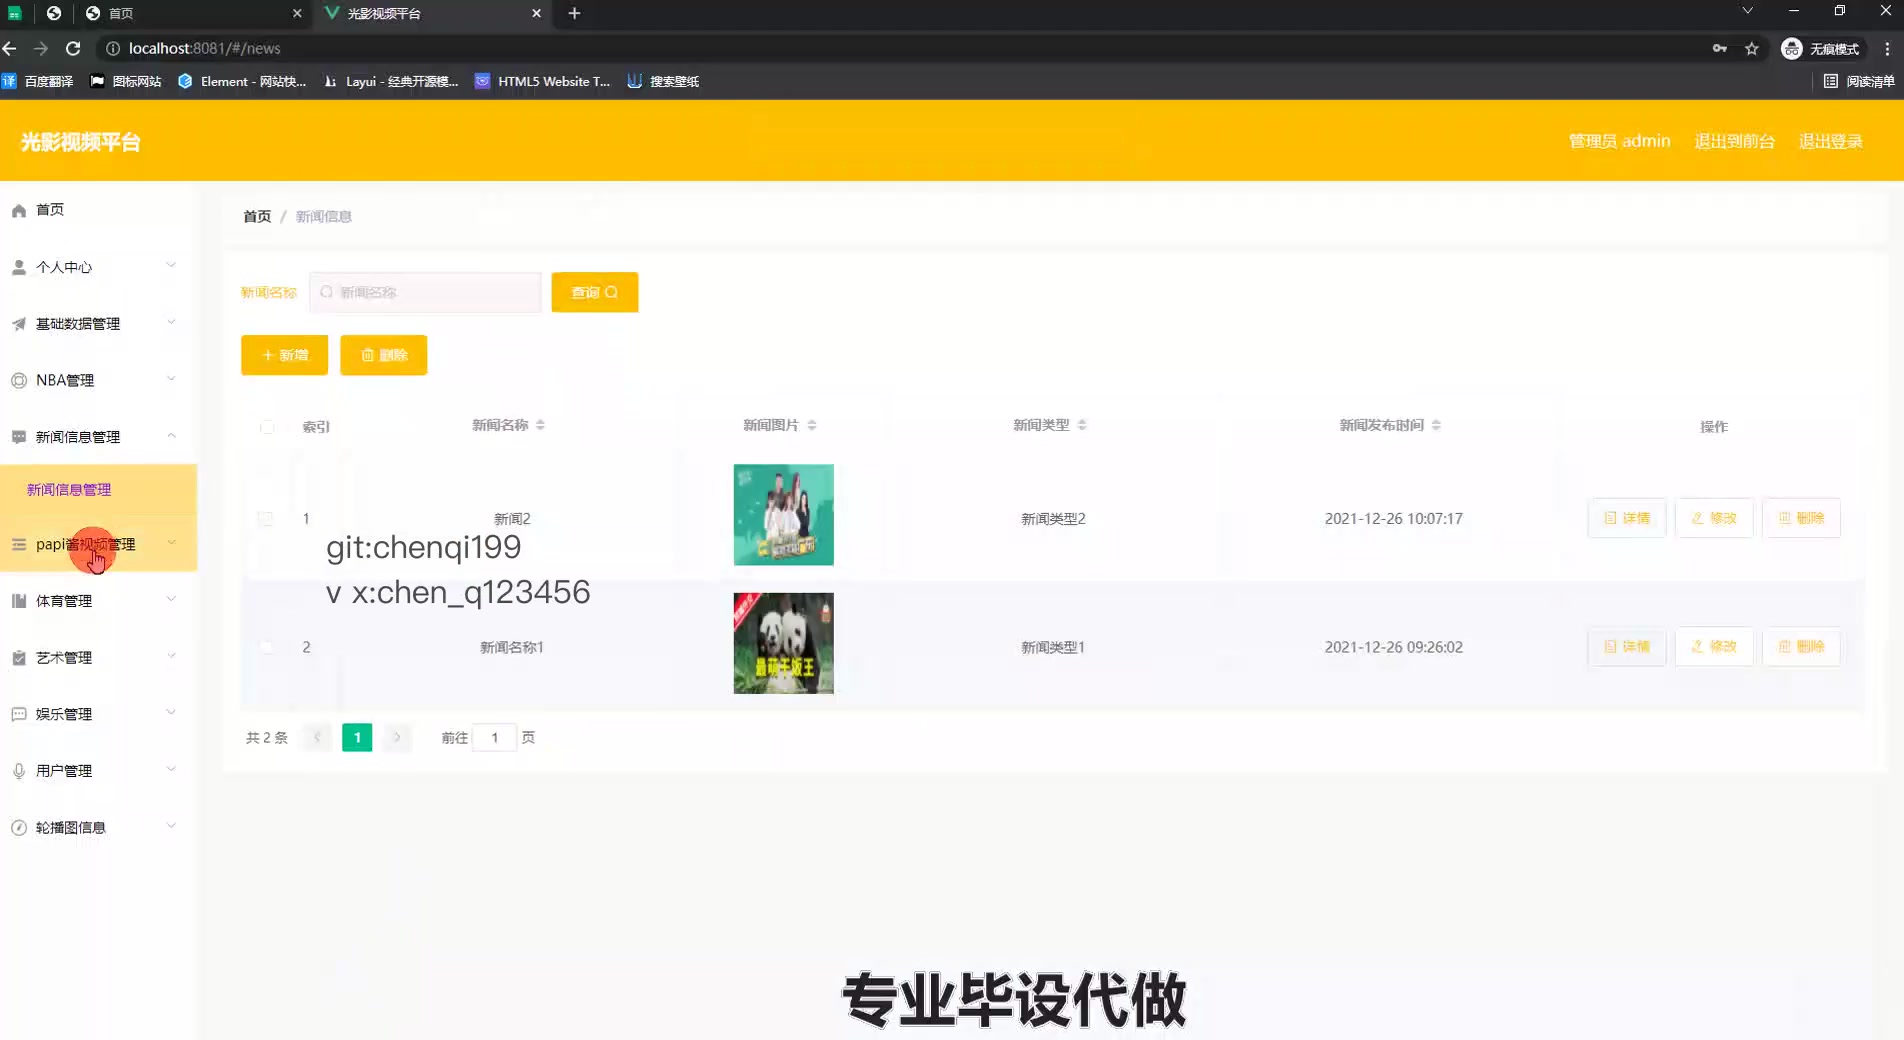 首页
光影视频平台
localhost:8081/#/news
无痕模式
百度翻译
图标网站
Element - 网站快...
Layui - 经典开源模...
HTML5 Website T...
搜索壁纸
阅读清单
光影视频平台
管理员 admin
退出到前台
退出登录
首页
个人中心
基础数据管理
NBA管理
新闻信息管理
新闻信息管理
papi酱视频管理
体育管理
艺术管理
娱乐管理
用户管理
轮播图信息
首页 / 新闻信息
新闻名称 新闻名称 查询
新增 删除
索引 新闻名称 新闻图片 新闻类型 新闻发布时间 操作
1 新闻2 新闻类型2 2021-12-26 10:07:17 详情 修改 删除
git:chenqi199
v x:chen_q123456
2 新闻名称1 最萌干饭王 新闻类型1 2021-12-26 09:26:02 详情 修改 删除
共 2 条 1 前往 1 页
专业毕设代做